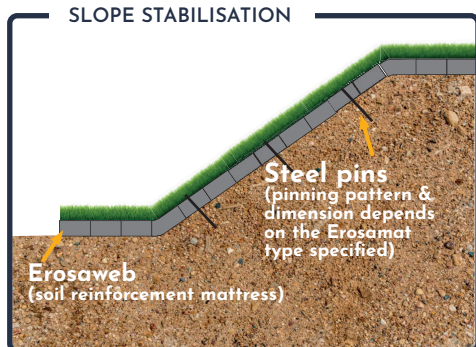 SLOPE STABILISATION
Steel pins
(pinning pattern &
dimension depends
on the Erosamat
type specified)
Erosaweb
(soil reinforcement mattress)